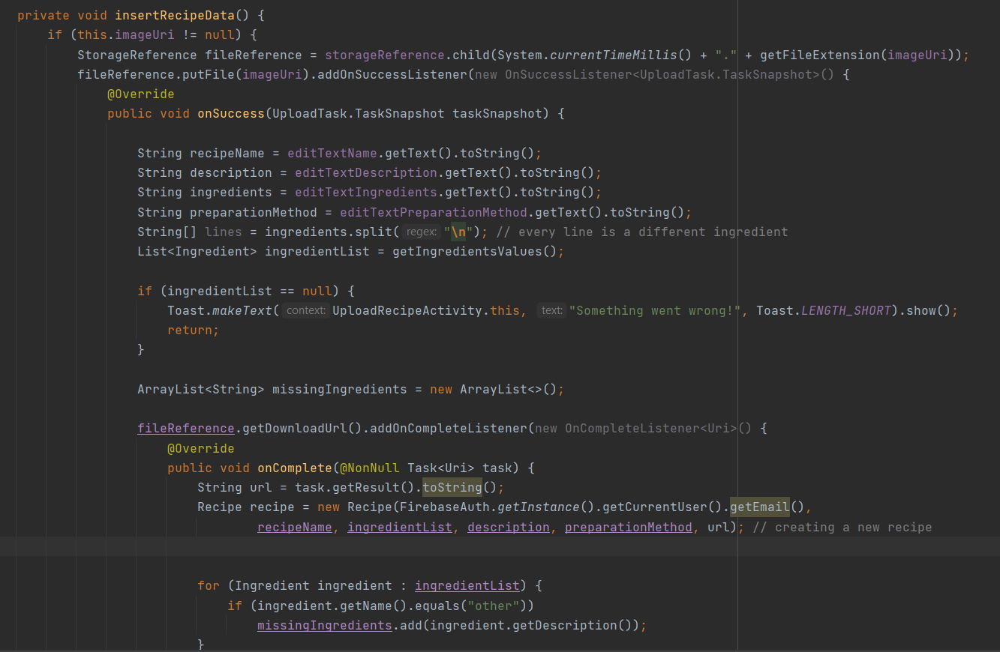 private void insertRecipeData() {
if (this.imageUri != null) {
StorageReference fileReference = storageReference.child(System.currentTimeMillis() + "." + getFileExtension(imageUri));
fileReference.putFile(imageUri).addOnSuccessListener(new OnSuccessListener<UploadTask.TaskSnapshot>() {
@Override
public void onSuccess(UploadTask.TaskSnapshot taskSnapshot) {
String recipeName = editTextName.getText().toString();
String description = editTextDescription.getText().toString();
String ingredients = editTextIngredients.getText().toString();
String preparationMethod = editTextPreparationMethod.getText().toString();
String[] lines = ingredients.split( regex: "\n"); // every line is a different ingredient
List<Ingredient> ingredientList = getIngredientsValues();
if (ingredientList == null) {
Toast.makeText( context: UploadRecipeActivity.this, text: "Something went wrong!", Toast.LENGTH_SHORT).show();
return;
}
ArrayList<String> missingIngredients = new ArrayList<>();
fileReference.getDownloadUrl().addOnCompleteListener(new OnCompleteListener<Uri>() {
@Override
public void onComplete(@NonNull Task<Uri> task) {
String url = task.getResult().toString();
Recipe recipe = new Recipe(FirebaseAuth.getInstance().getCurrentUser().getEmail(),
recipeName, ingredientList, description, preparationMethod, url); // creating a new recipe
for (Ingredient ingredient : ingredientList) {
if (ingredient.getName().equals("other"))
missingIngredients.add(ingredient.getDescription());
}